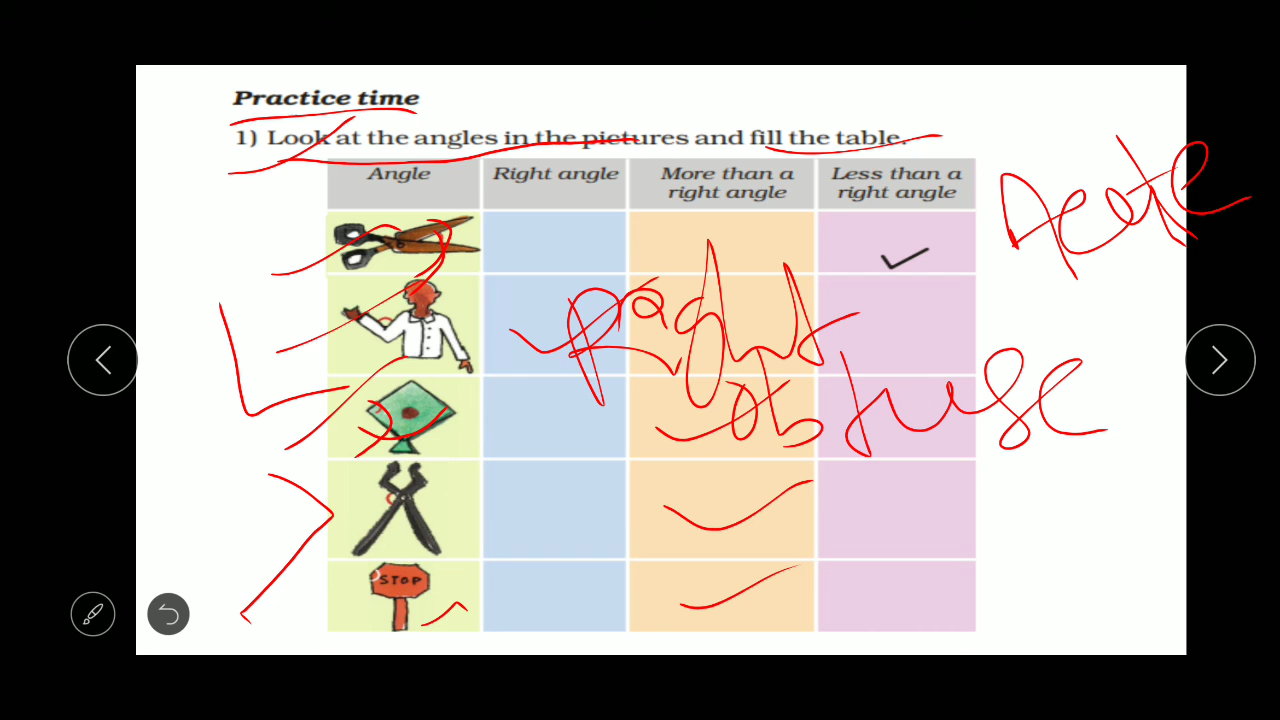 Practice time
1) Look at the angles in the pictures and fill the table.
Angle Right angle More than a right angle Less than a right angle
Acute
Right
obtuse
STOP